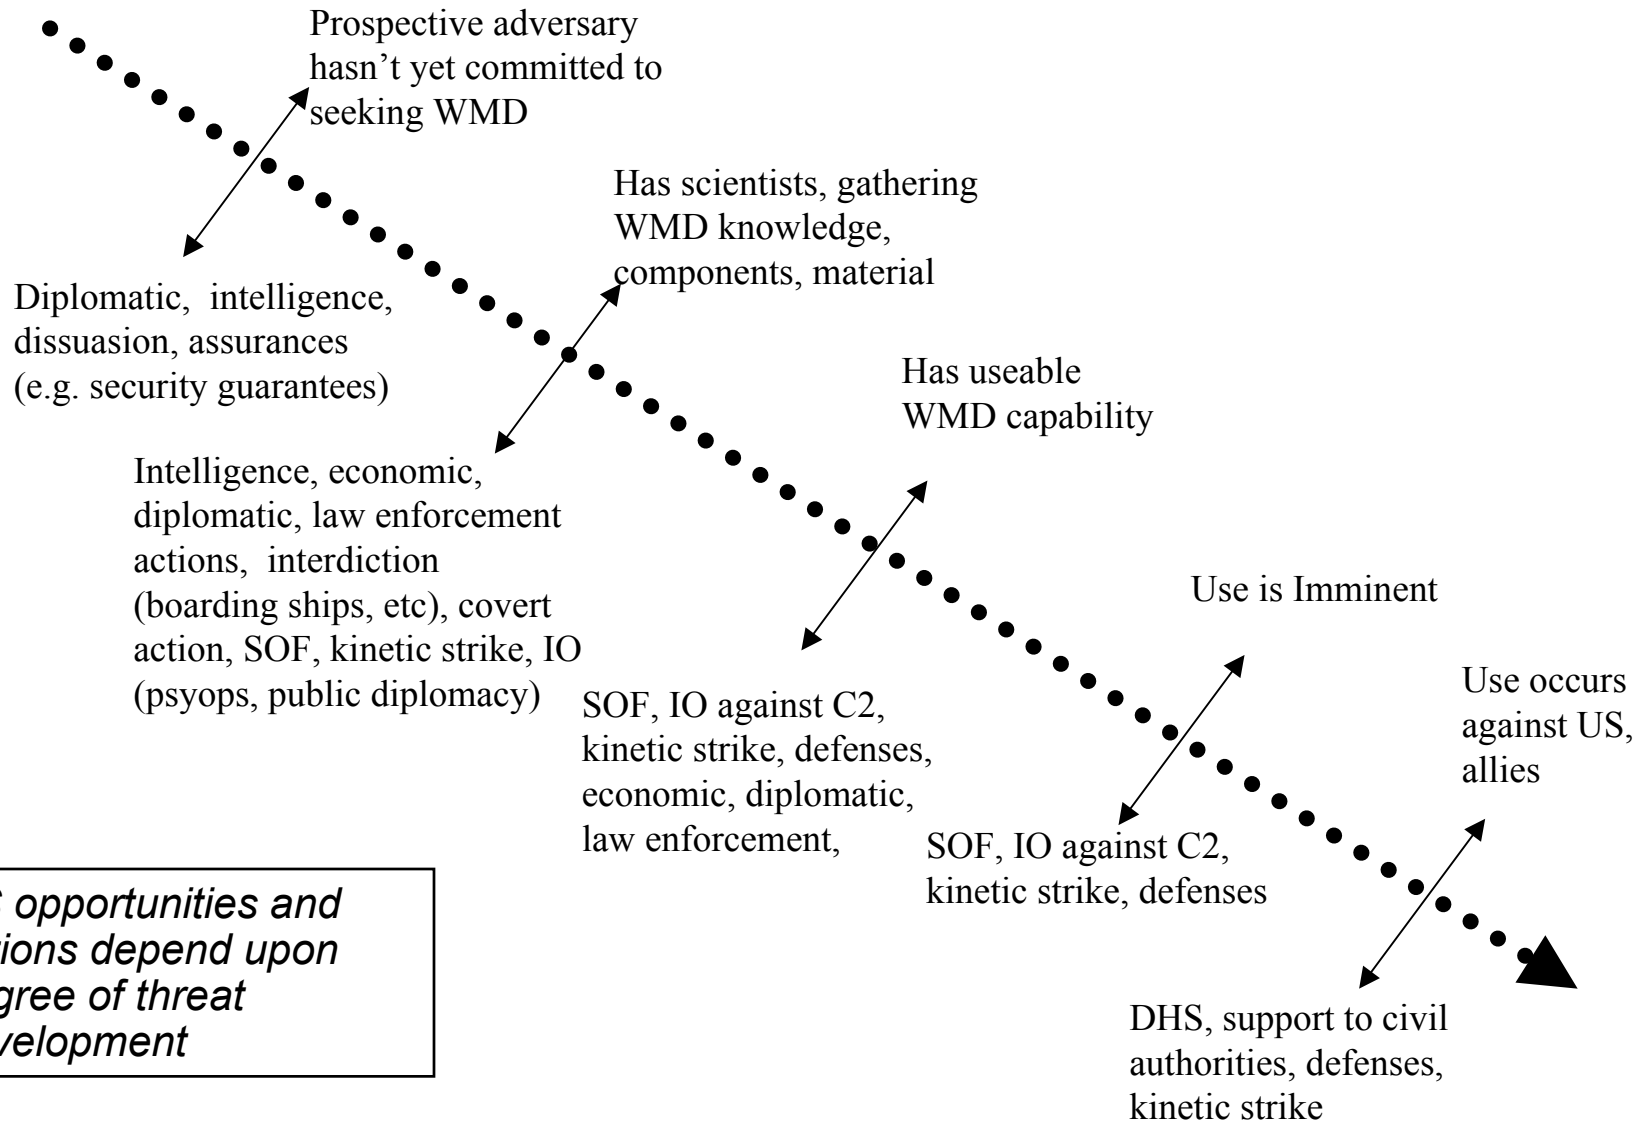 Prospective adversary
hasn’t yet committed to
seeking WMD
Has scientists, gathering
WMD knowledge,
components, material
Diplomatic,  intelligence,
dissuasion, assurances
(e.g. security guarantees)
Has useable
WMD capability
Intelligence, economic,
diplomatic, law enforcement
actions,  interdiction
(boarding ships, etc), covert
action, SOF, kinetic strike, IO
(psyops, public diplomacy)
Use is Imminent
Use occurs
against US,
allies
SOF, IO against C2,
kinetic strike, defenses,
economic, diplomatic,
law enforcement,
SOF, IO against C2,
kinetic strike, defenses
opportunities and
depend upon
of threat
DHS, support to civil
authorities, defenses,
kinetic strike